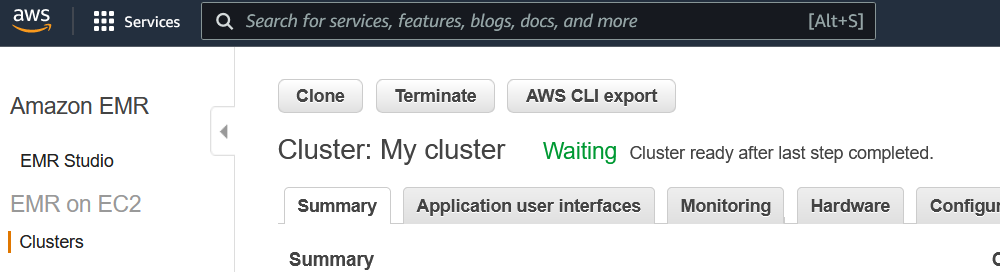 aws Services Search for services, features, blogs, docs, and more [Alt+S]
Amazon EMR
EMR Studio
EMR on EC2
Clusters
Clone Terminate AWS CLI export
Cluster: My cluster Waiting Cluster ready after last step completed.
Summary Application user interfaces Monitoring Hardware Configur
Summary